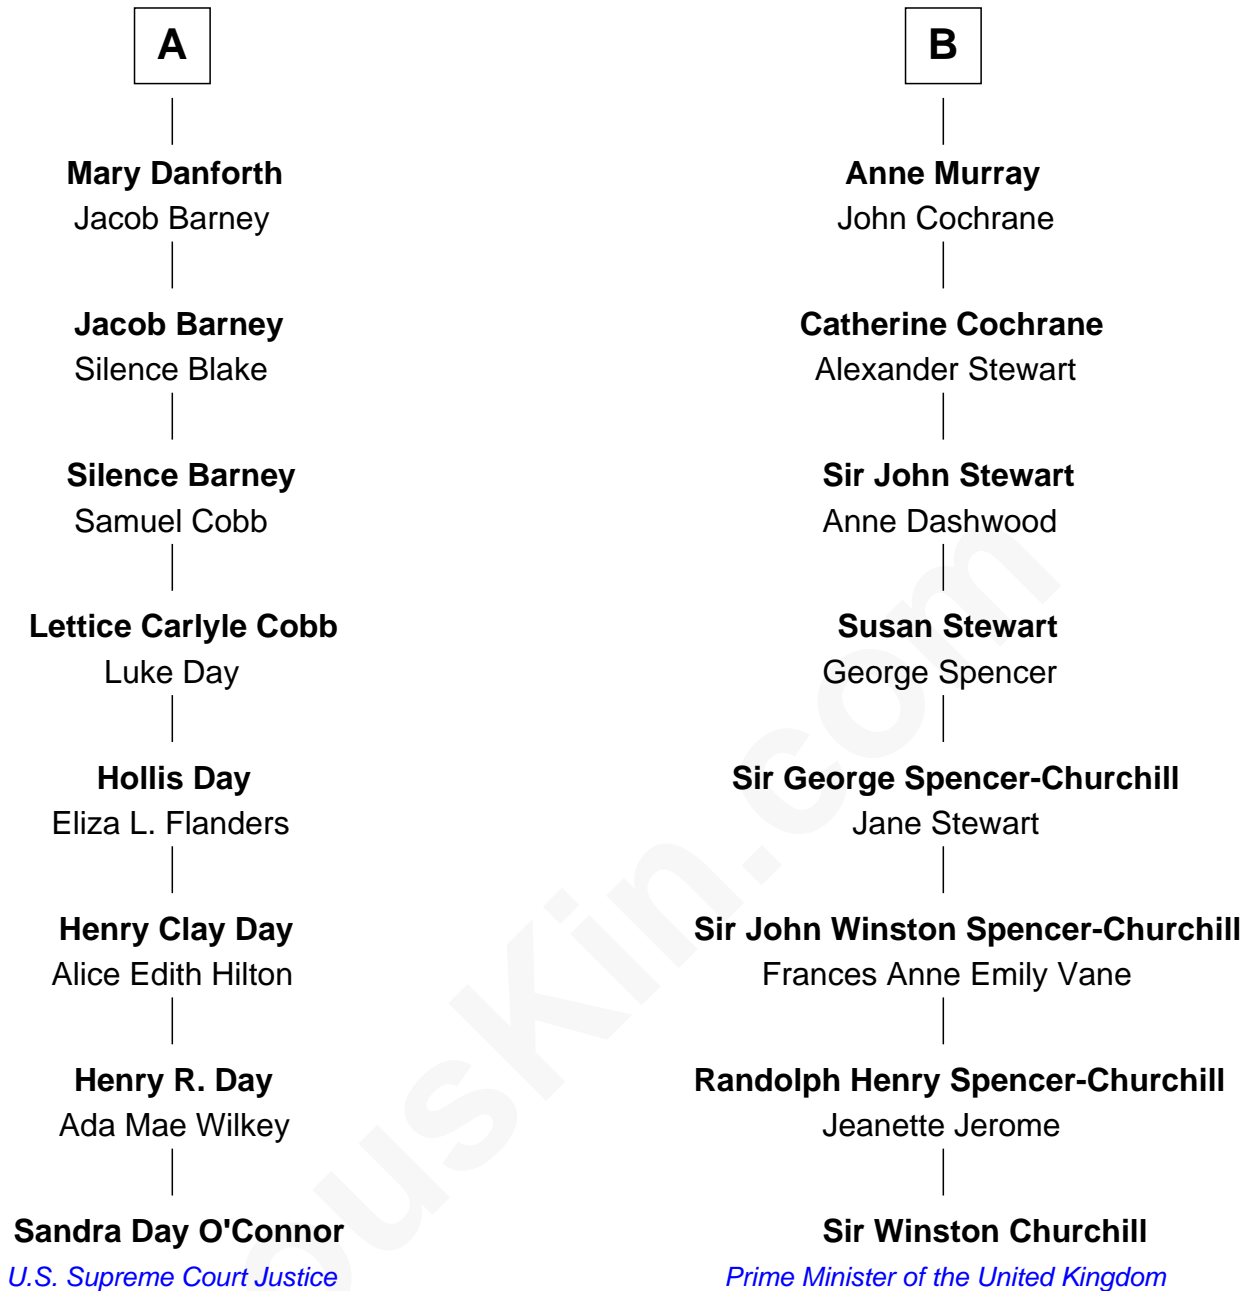 A
B
Mary Danforth
Jacob Barney
Anne Murray
John Cochrane
Jacob Barney
Silence Blake
Catherine Cochrane
Alexander Stewart
Silence Barney
Samuel Cobb
Sir John Stewart
Anne Dashwood
Lettice Carlyle Cobb
Luke Day
Susan Stewart
George Spencer
Hollis Day
Eliza L. Flanders
Sir George Spencer-Churchill
Jane Stewart
Henry Clay Day
Alice Edith Hilton
Sir John Winston Spencer-Churchill
Frances Anne Emily Vane
Henry R. Day
Ada Mae Wilkey
Randolph Henry Spencer-Churchill
Jeanette Jerome
Sandra Day O'Connor
U.S. Supreme Court Justice
Sir Winston Churchill
Prime Minister of the United Kingdom
ousKin.com